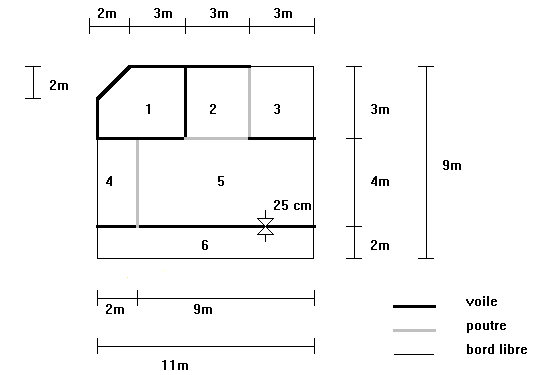 2m 3m 3m 3m
2m
1 2 3 3m
9m
4 5 4m
25 cm
6 2m
2m 9m
voile
poutre
bord libre
11m